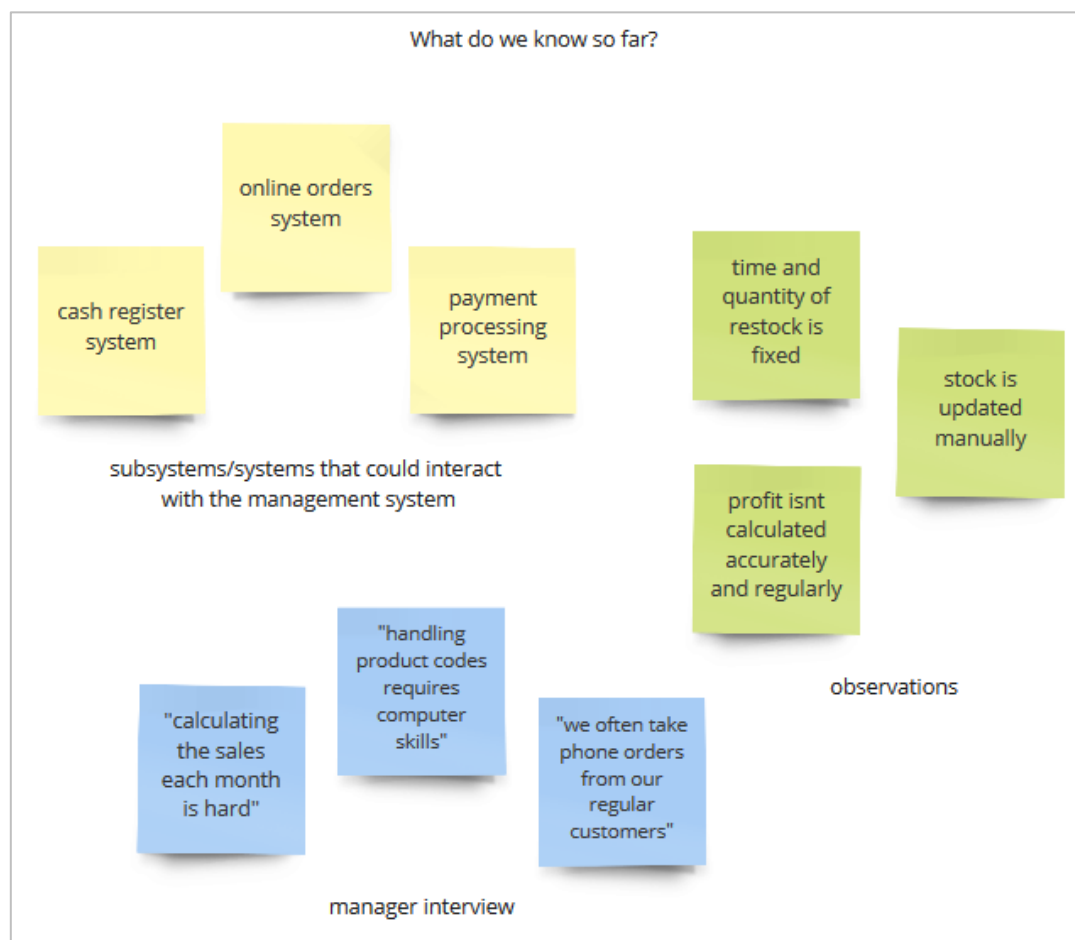 What do we know so far?
online orders
system
cash register
system
payment
processing
system
subsystems/systems that could interact
with the management system
time and
quantity of
restock is
fixed
stock is
updated
manually
profit isnt
calculated
accurately
and regularly
observations
"handling
product codes
requires
computer
skills"
"calculating
the sales
each month
is hard"
"we often take
phone orders
from our
regular
customers"
manager interview